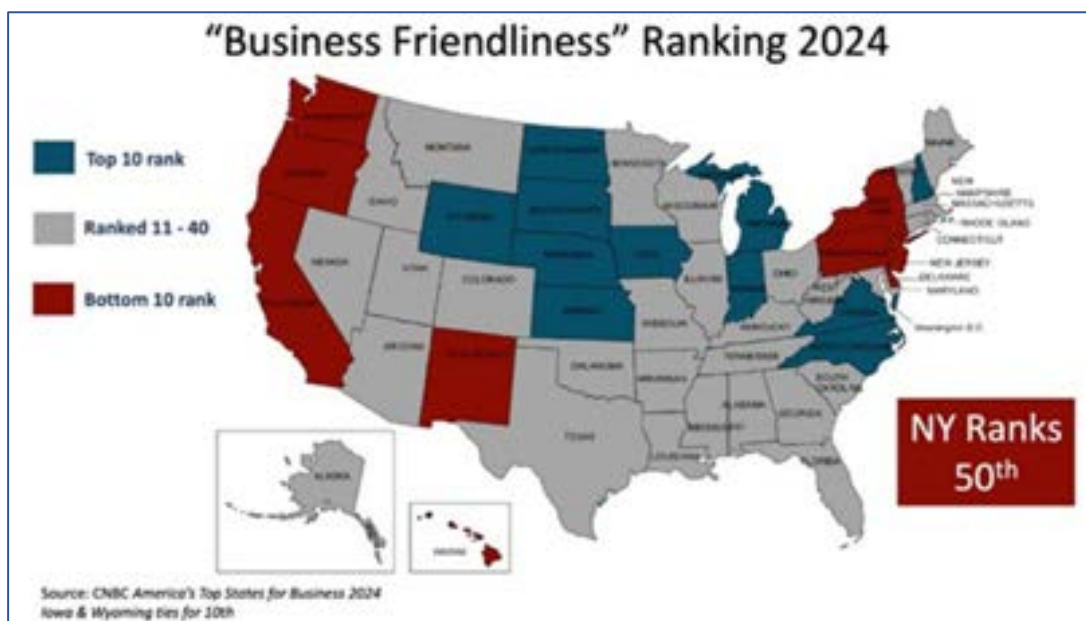 “Business Friendliness” Ranking 2024
Top 10 rank
Ranked 11 - 40
Bottom 10 rank
MONTANA
IDAHO
NEVADA
UTAH
COLORADO
ARIZONA
MINNESOTA
WISCONSIN
ILLINOIS
MISSOURI
OKLAHOMA
ARKANSAS
TEXAS
LOUISIANA
MISSISSIPPI
ALABAMA
GEORGIA
FLORIDA
SOUTH
CAROLINA
TENNESSEE
KENTUCKY
OHIO
MAINE
NEW
HAMPSHIRE
MASSACHUSETTS
RHODE ISLAND
CONNECTICUT
NEW JERSEY
DELAWARE
MARYLAND
Washington D.C.
ALASKA
NY Ranks
50th
Source: CNBC America's Top States for Business 2024
Iowa & Wyoming ties for 10th